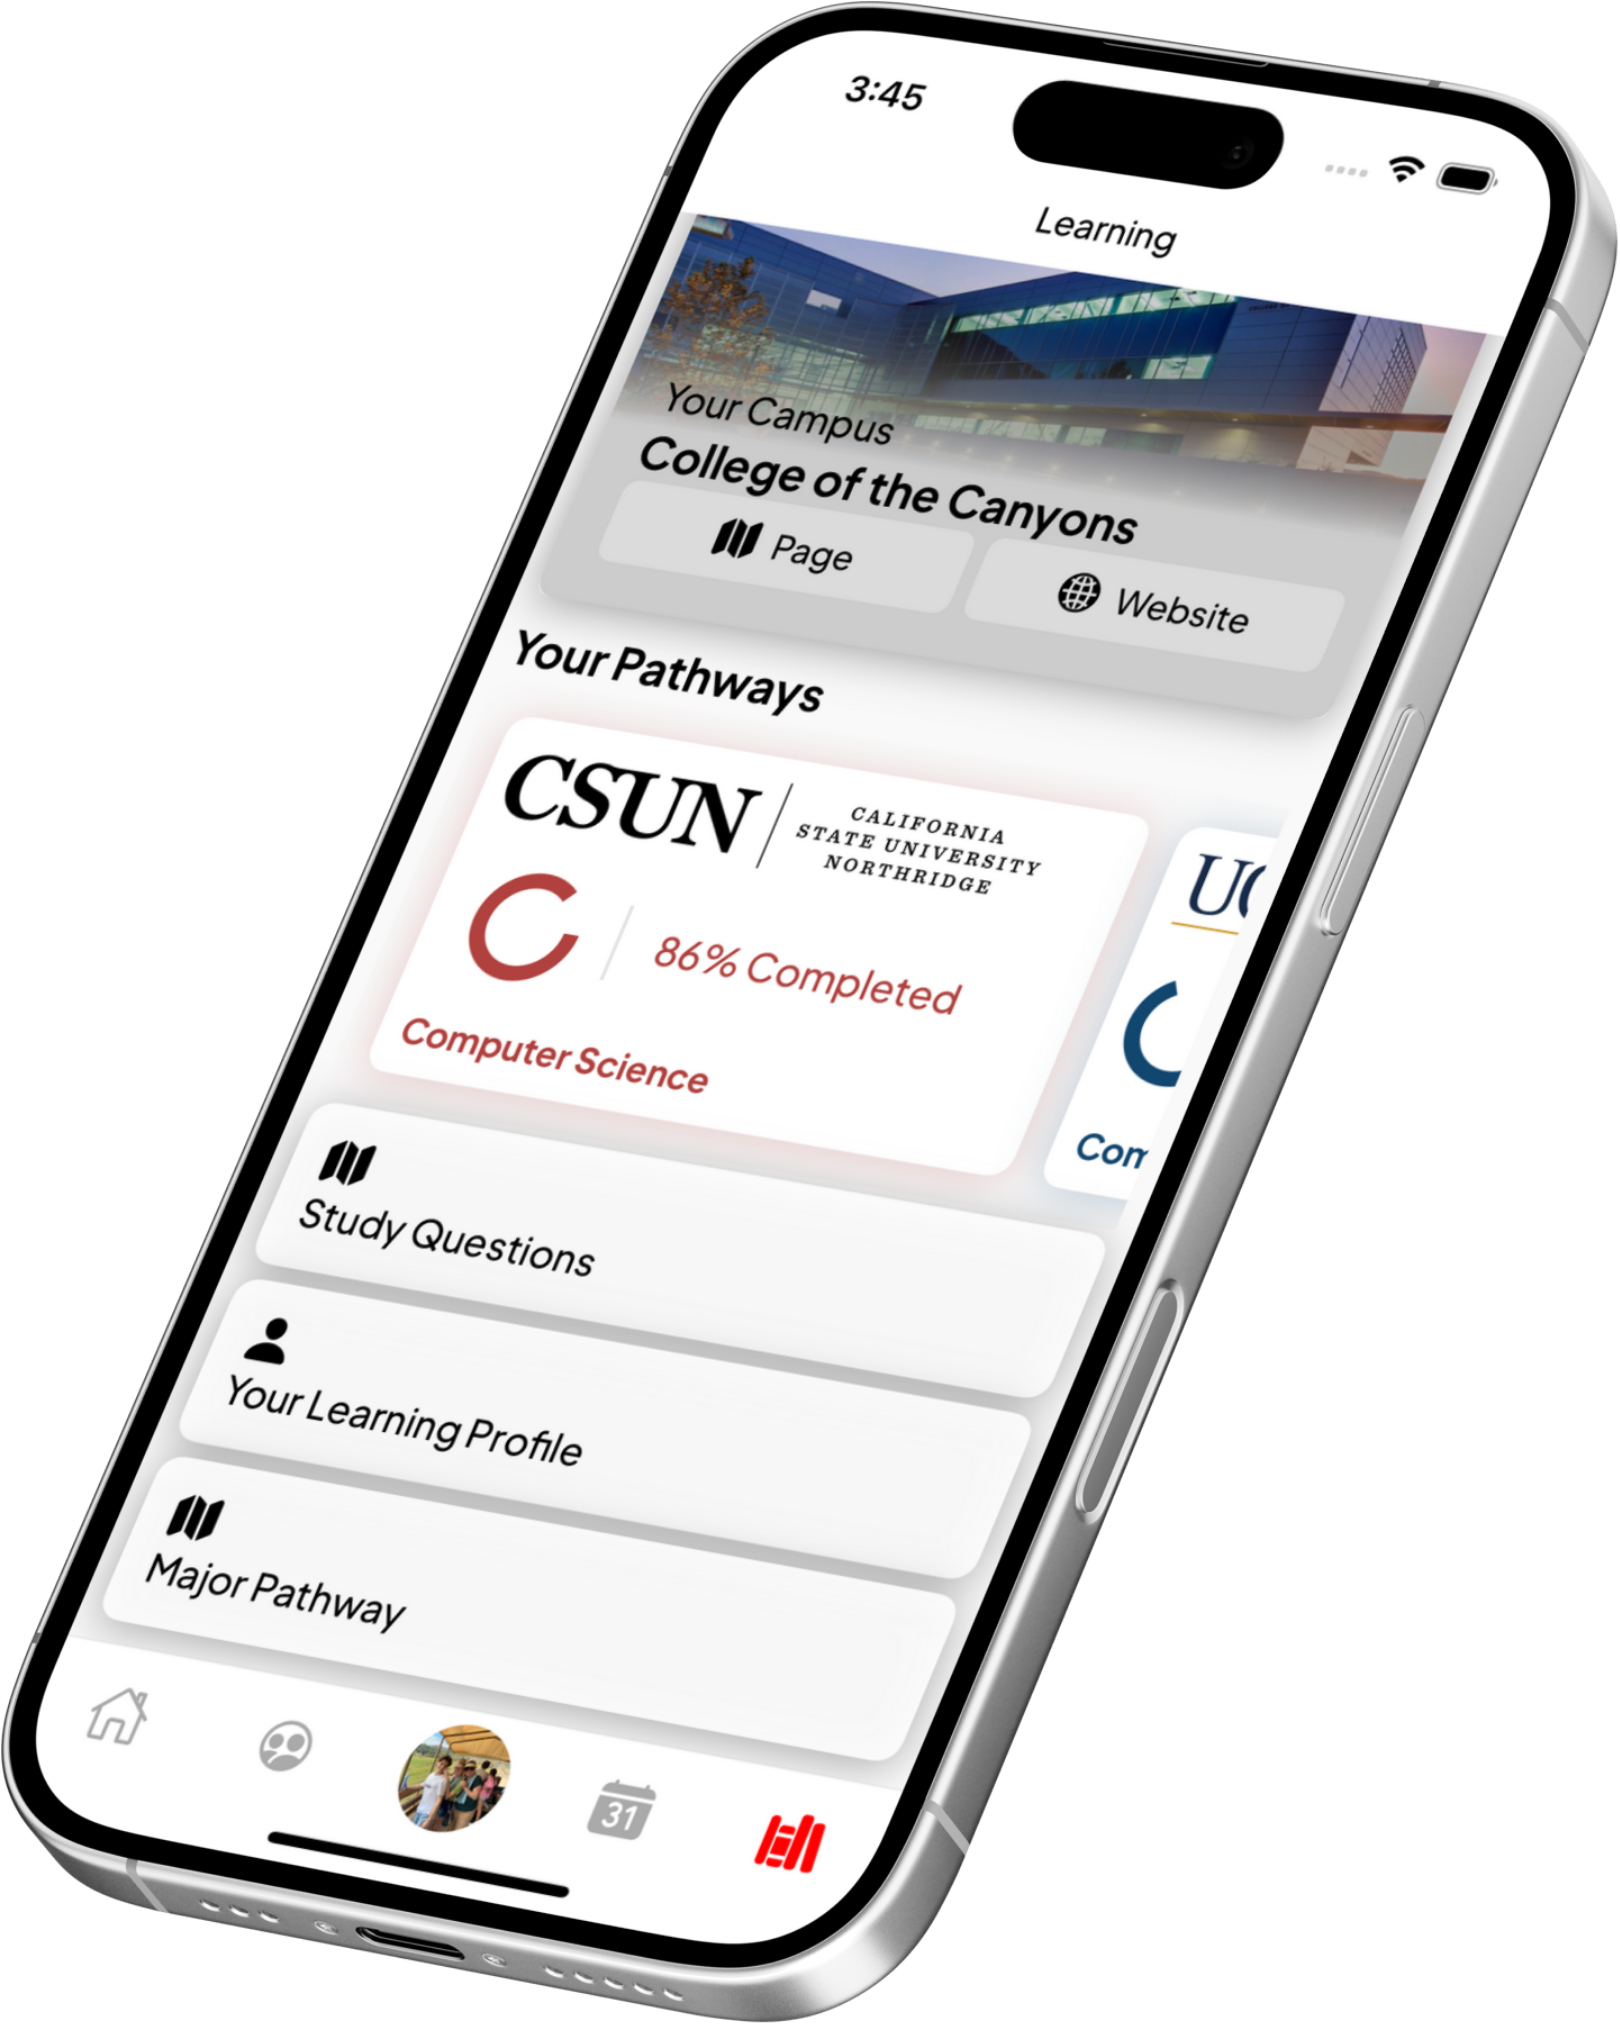 3:45
Learning
Your Campus
College of the Canyons
Page
Website
Your Pathways
CSUN
CALIFORNIA
STATE UNIVERSITY
NORTHRIDGE
86% Completed
Computer Science
UC
Com
Study Questions
Your Learning Profile
Major Pathway
31